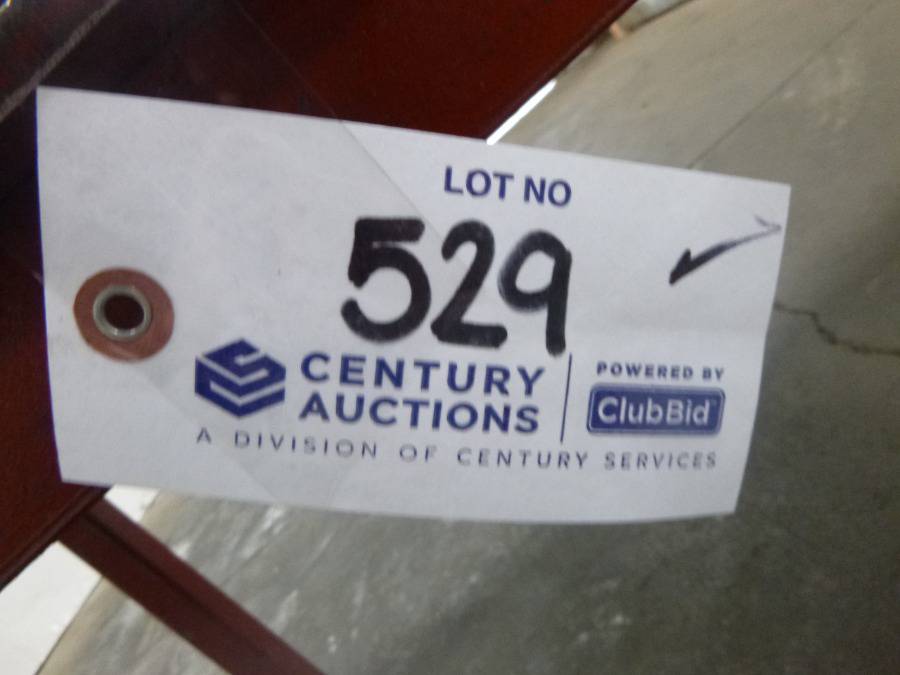 LOT NO
529
CENTURY
AUCTIONS
A DIVISION OF CENTURY SERVICES
POWERED BY
ClubBid